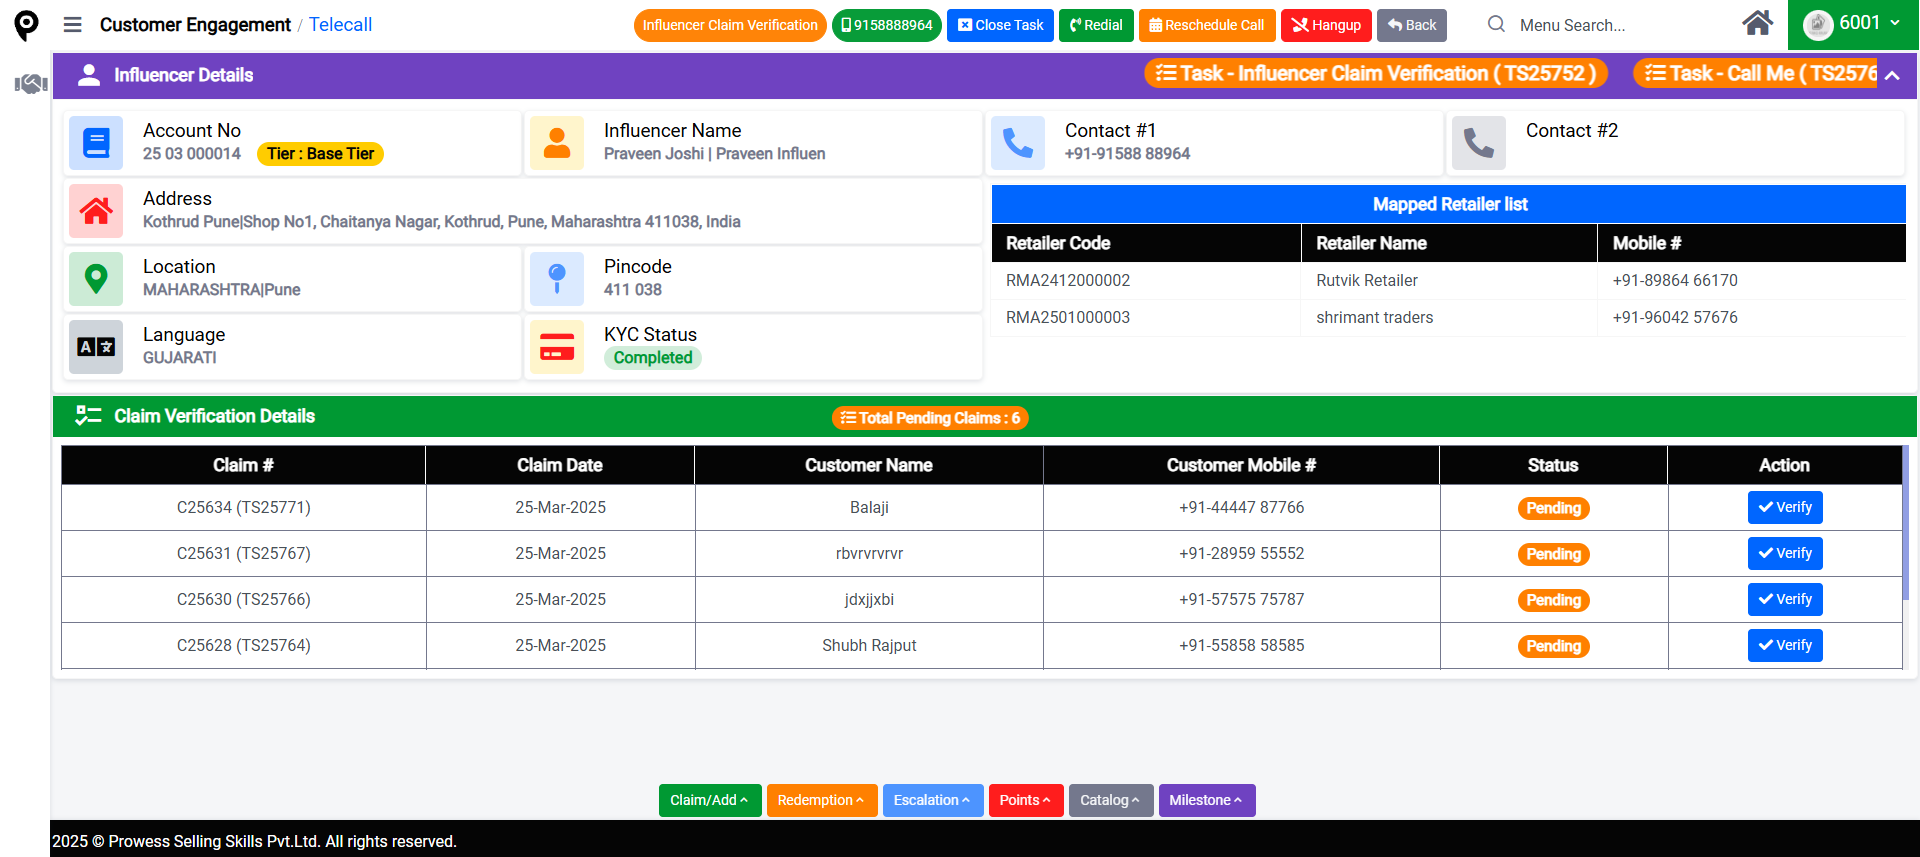 Customer Engagement / Telecall
Influencer Claim Verification
9158888964
Close Task
Redial
Reschedule Call
Hangup
Back
Menu Search...
6001
Influencer Details
Task - Influencer Claim Verification ( TS25752 )
Task - Call Me ( TS2576
Account No
25 03 000014
Tier : Base Tier
Influencer Name
Praveen Joshi | Praveen Influen
Contact #1
+91-91588 88964
Contact #2
Address
Kothrud Pune|Shop No1, Chaitanya Nagar, Kothrud, Pune, Maharashtra 411038, India
Location
MAHARASHTRA|Pune
Pincode
411 038
Language
GUJARATI
KYC Status
Completed
Mapped Retailer list
Retailer Code Retailer Name Mobile #
RMA2412000002 Rutvik Retailer +91-89864 66170
RMA2501000003 shrimant traders +91-96042 57676
Claim Verification Details
Total Pending Claims : 6
Claim # Claim Date Customer Name Customer Mobile # Status Action
C25634 (TS25771) 25-Mar-2025 Balaji +91-44447 87766 Pending Verify
C25631 (TS25767) 25-Mar-2025 rbvrvrvrvr +91-28959 55552 Pending Verify
C25630 (TS25766) 25-Mar-2025 jdxjjxbi +91-57575 75787 Pending Verify
C25628 (TS25764) 25-Mar-2025 Shubh Rajput +91-55858 58585 Pending Verify
Claim/Add
Redemption
Escalation
Points
Catalog
Milestone
2025 © Prowess Selling Skills Pvt.Ltd. All rights reserved.